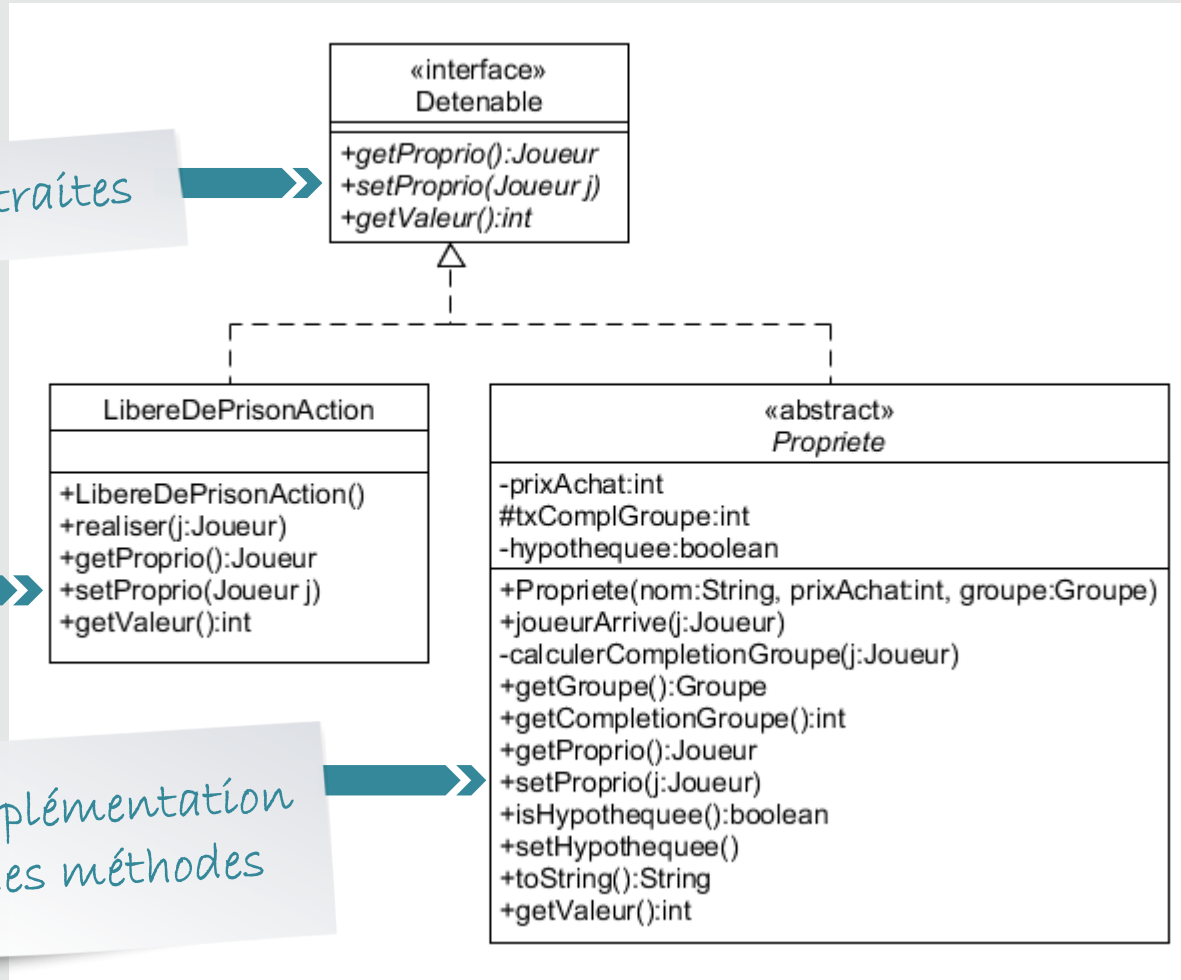 «interface»
Detenable
+getProprio():Joueur
+setProprio(Joueur j)
+getValeur():int
traites
LibereDePrisonAction
+LibereDePrisonAction()
+realiser(j:Joueur)
+getProprio():Joueur
+setProprio(Joueur j)
+getValeur():int
«abstract»
Propriete
-prixAchat:int
#txComplGroupe:int
-hypothequee:boolean
+Propriete(nom:String, prixAchat:int, groupe:Groupe)
+joueurArrive(j:Joueur)
-calculerCompletionGroupe(j:Joueur)
+getGroupe():Groupe
+getCompletionGroupe():int
+getProprio():Joueur
+setProprio(j:Joueur)
+isHypothequee():boolean
+setHypothequee()
+toString():String
+getValeur():int
plémentation
es méthodes